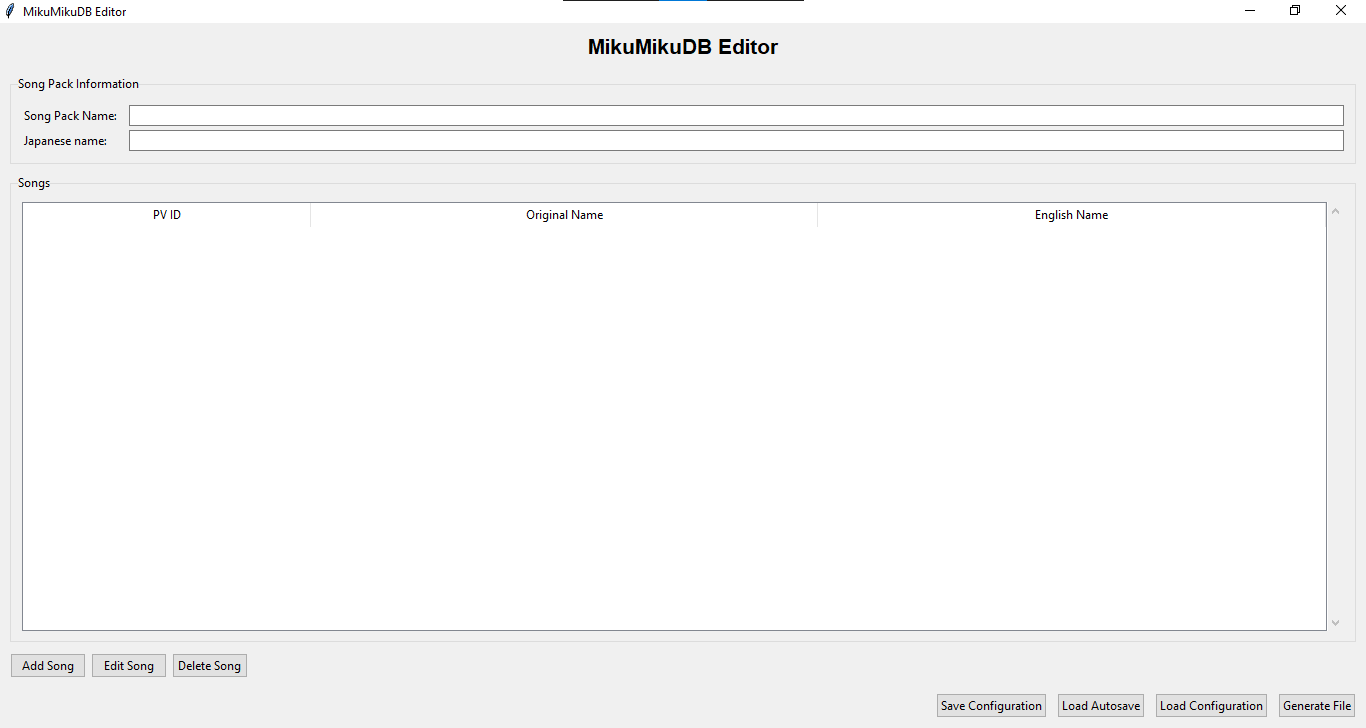 MikuMikuDB Editor
MikuMikuDB Editor
Song Pack Information
Song Pack Name:
Japanese name:
Songs
PV ID Original Name English Name
Add Song Edit Song Delete Song
Save Configuration Load Autosave Load Configuration Generate File